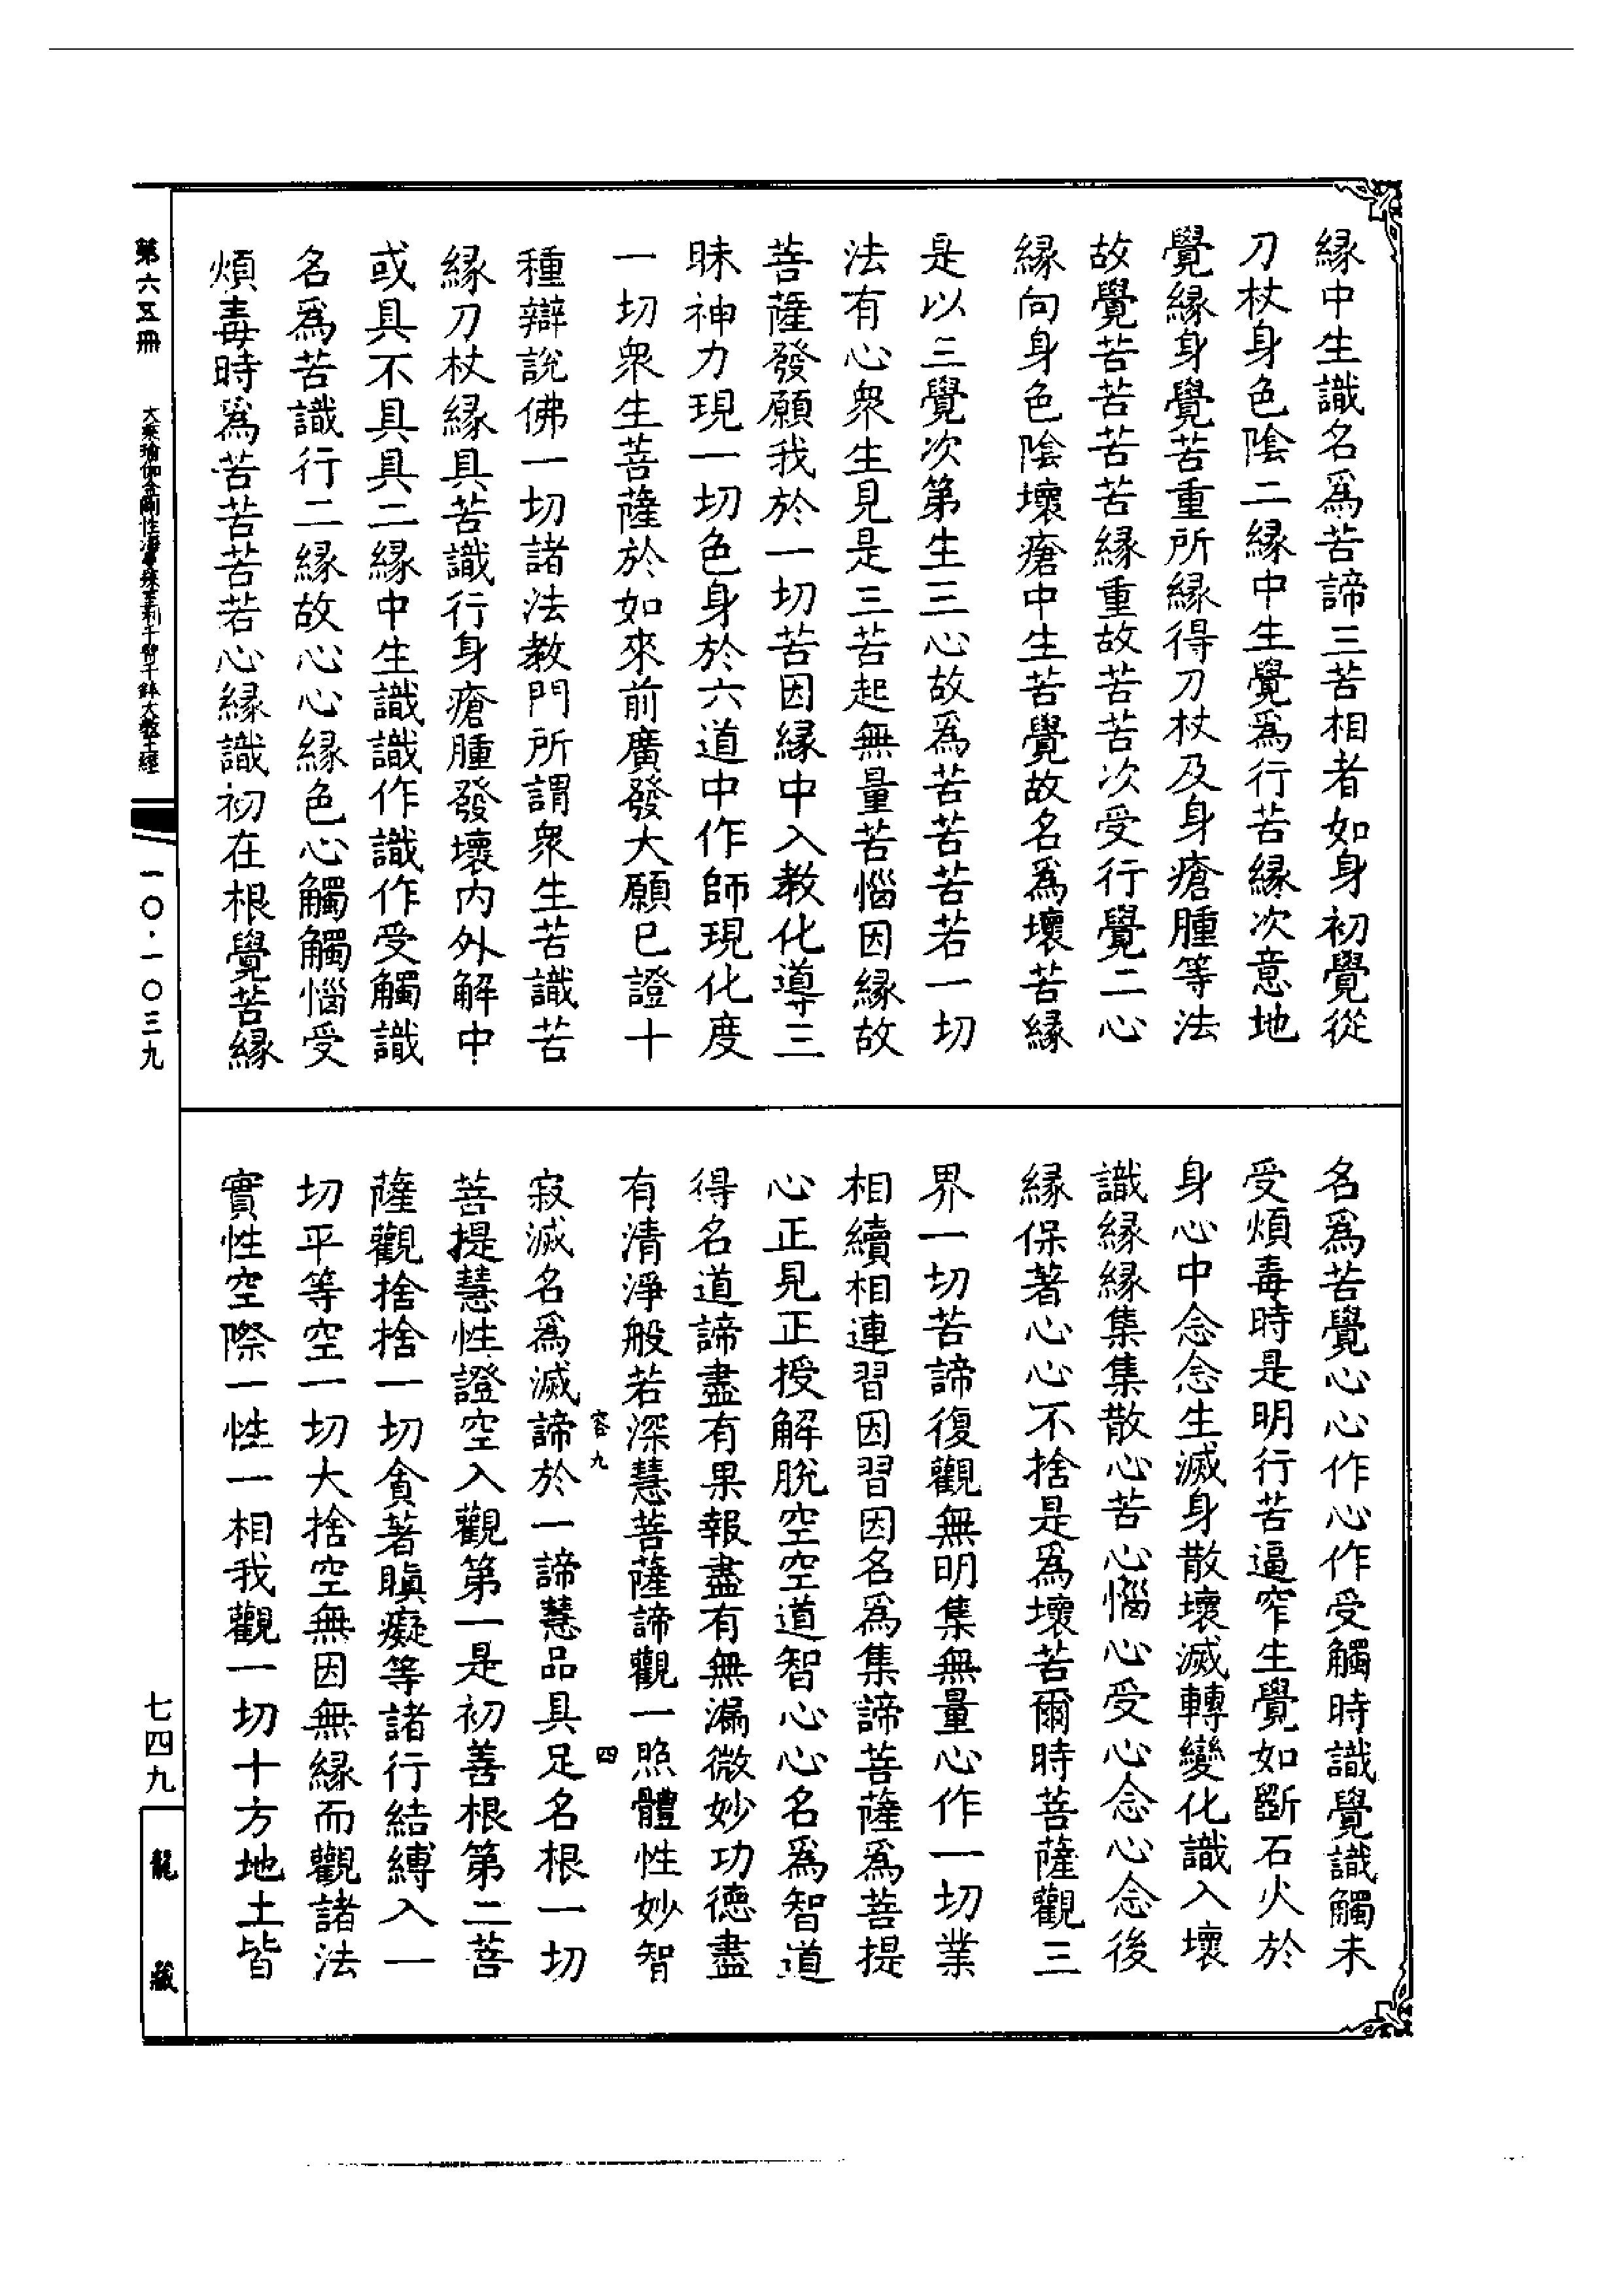 緣中生識名爲苦諦三苦相者如身初覺從
刀杖身色陰二緣中生覺爲行苦緣次意地
覺緣身覺苦重所緣得刀杖及身瘡腫等法
故覺苦苦苦苦緣重故苦苦次受行覺二心
緣向身色陰壞瘡中生苦覺故名爲壞苦緣
是以三覺次第生三心故爲苦苦苦若一切
法有心衆生見是三苦起無量苦惱因緣故
菩薩發願我於一切苦因緣中入教化導三
昧神力現一切色身於六道中作師現化度
一切衆生菩薩於如來前廣發大願已證十
種辯說佛一切諸法教門所謂衆生苦識苦
緣刀杖緣具苦識行身瘡腫發壞內外解中
或具不具具二緣中生識識作識作受觸識
名爲苦識行二緣故心心緣色心觸觸惱受
煩毒時爲苦苦苦若心緣識初在根覺苦緣
名爲苦覺心心作心作受觸時識覺識觸未
受煩毒時是明行苦逼窄生覺如斲石火於
身心中念念生滅身散壞滅轉變化識入壞
識緣緣集集散心苦心惱心受心念心念後
緣保著心心不捨是爲壞苦爾時菩薩觀三
界一切苦諦復觀無明集無量心作一切業
相續相連習因習因名爲集諦菩薩爲菩提
心正見正授解脫空空道智心心名爲智道
得名道諦盡有果報盡有無漏微妙功德盡
有清淨般若深慧菩薩諦觀一照體性妙智
容九
四
寂滅名爲滅諦於一諦慧品具足名根一切
菩提慧性證空入觀第一是初善根第二菩
薩觀捨捨一切貪著瞋癡等諸行結縛入一
切平等空一切大捨空無因無緣而觀諸法
實性空際一性一相我觀一切十方地土皆
第六五冊
大乘瑜伽金剛性海曼殊室利千臂千鉢大教王經
一〇·一〇三九
七四九
龍藏